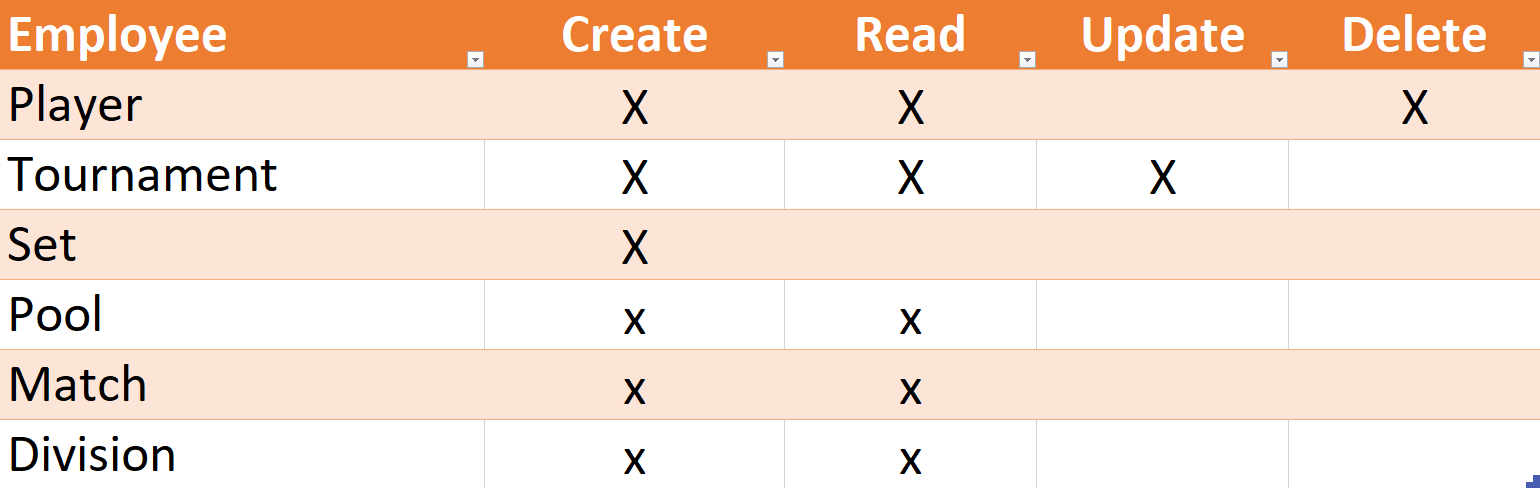 Employee Create Read Update Delete
Player X X X
Tournament X X X
Set X
Pool x x
Match x x
Division x x